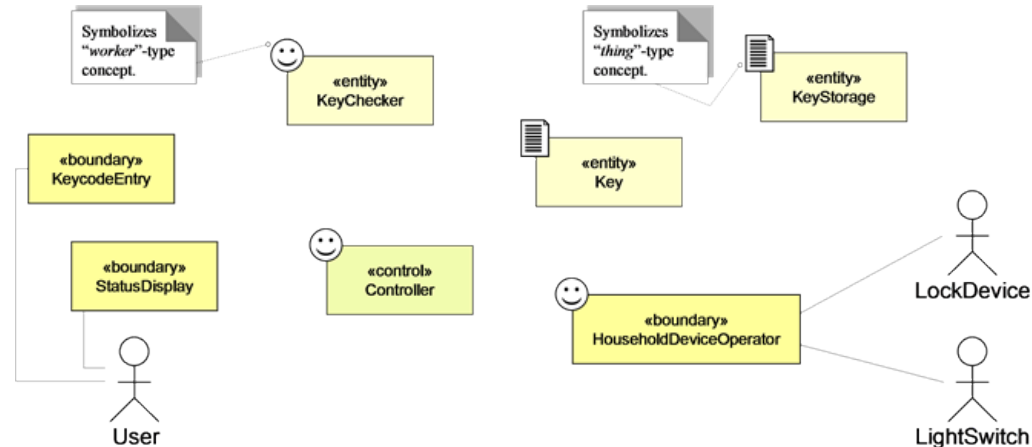 Symbolizes
“worker”-type
concept.
Symbolizes
“thing”-type
concept.
«entity»
KeyChecker
«entity»
KeyStorage
«boundary»
KeycodeEntry
«entity»
Key
«boundary»
StatusDisplay
«control»
Controller
LockDevice
«boundary»
HouseholdDeviceOperator
User
LightSwitch